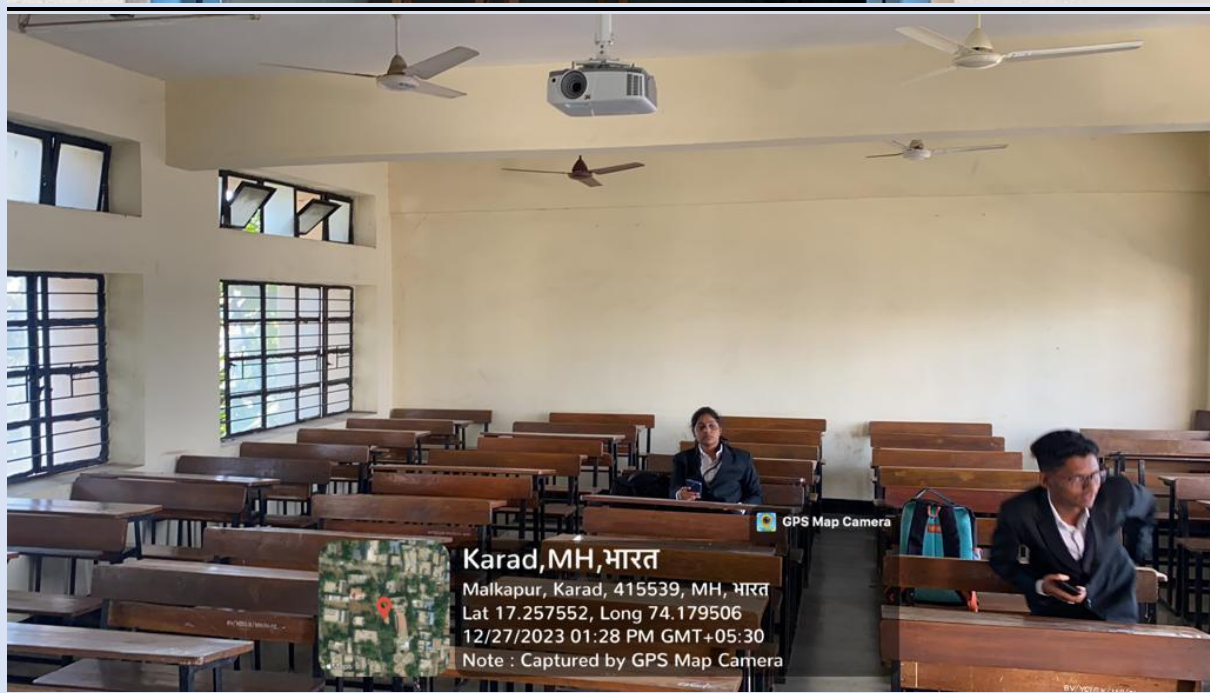 GPS Map Camera
Karad,MH,भारत
Malkapur, Karad, 415539, MH, भारत
Lat 17.257552, Long 74.179506
12/27/2023 01:28 PM GMT+05:30
Note : Captured by GPS Map Camera